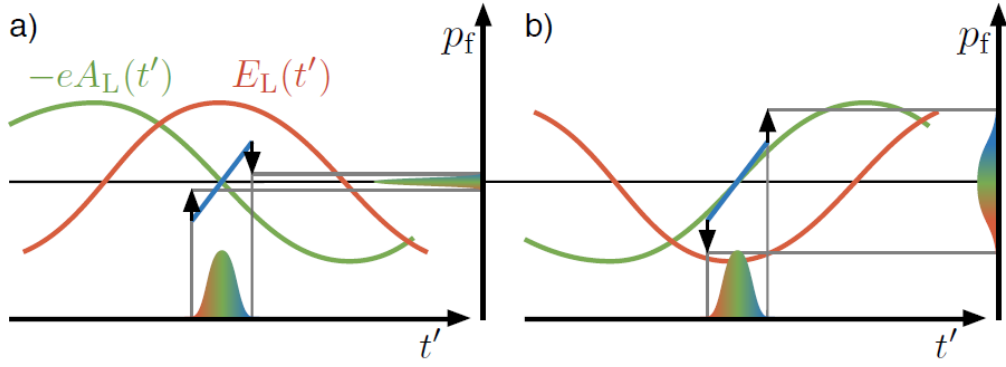 a)
p_f
−eA_L(t′)
E_L(t′)
t′
b)
p_f
t′